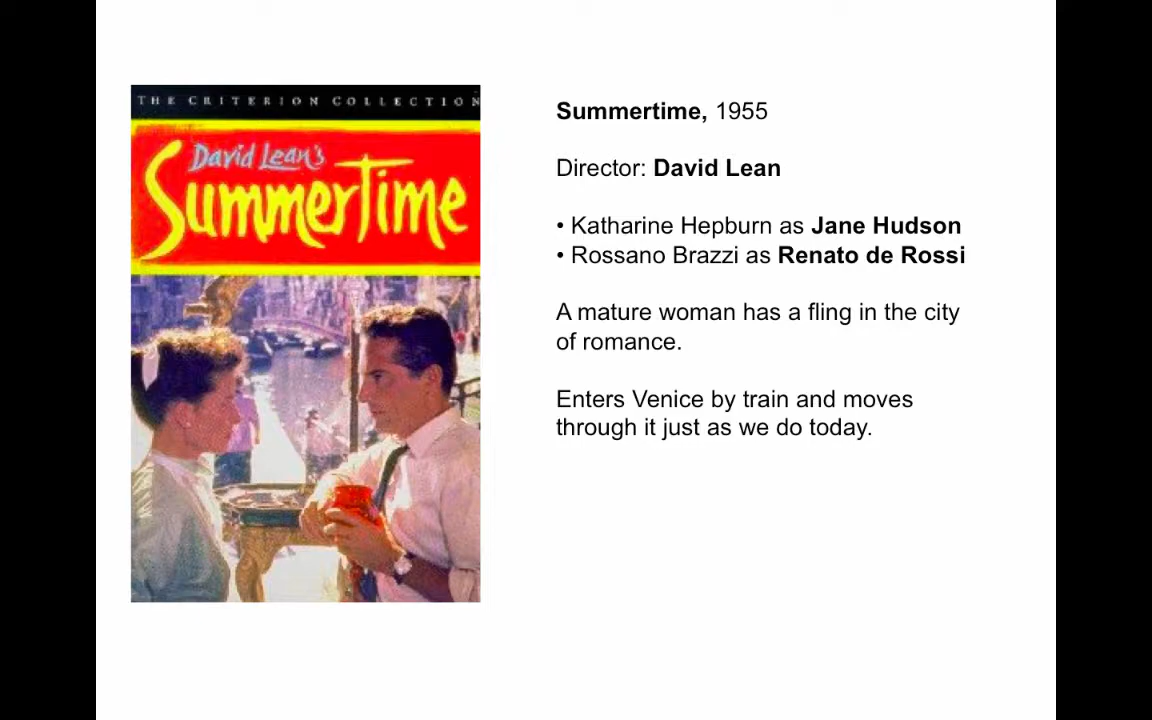 THE CRITERION COLLECTION
David Lean's
Summertime
Summertime, 1955
Director: David Lean
• Katharine Hepburn as Jane Hudson
• Rossano Brazzi as Renato de Rossi
A mature woman has a fling in the city
of romance.
Enters Venice by train and moves
through it just as we do today.